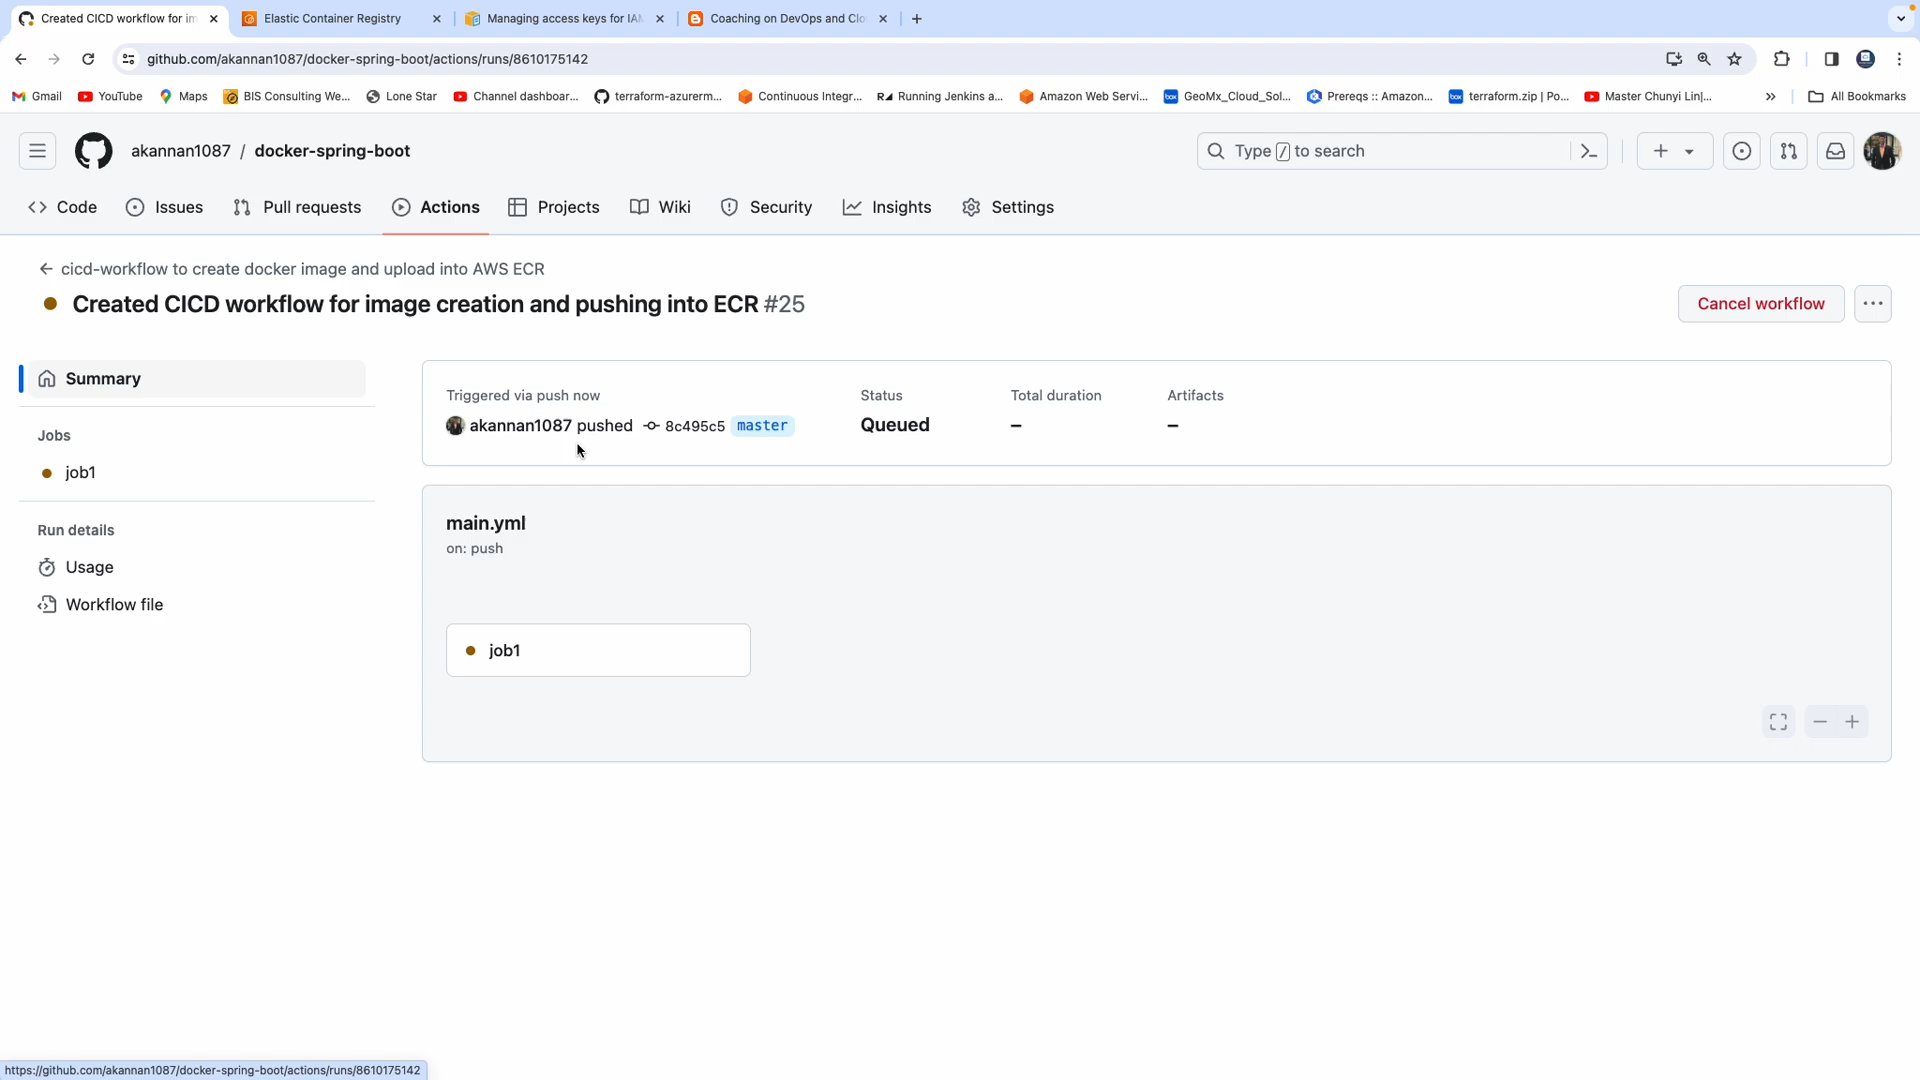 Created CICD workflow for im
Elastic Container Registry
Managing access keys for IAM
Coaching on DevOps and Clo
github.com/akannan1087/docker-spring-boot/actions/runs/8610175142
Gmail
YouTube
Maps
BIS Consulting We...
Lone Star
Channel dashboar...
terraform-azurerm...
Continuous Integr...
Running Jenkins a...
Amazon Web Servi...
GeoMx_Cloud_Sol...
Prereqs :: Amazon...
terraform.zip | Po...
Master Chunyi Lin|...
All Bookmarks
akannan1087 / docker-spring-boot
Type / to search
Code
Issues
Pull requests
Actions
Projects
Wiki
Security
Insights
Settings
cicd-workflow to create docker image and upload into AWS ECR
Created CICD workflow for image creation and pushing into ECR #25
Cancel workflow
Summary
Jobs
job1
Run details
Usage
Workflow file
Triggered via push now
akannan1087 pushed 8c495c5 master
Status
Queued
Total duration
–
Artifacts
–
main.yml
on: push
job1
https://github.com/akannan1087/docker-spring-boot/actions/runs/8610175142